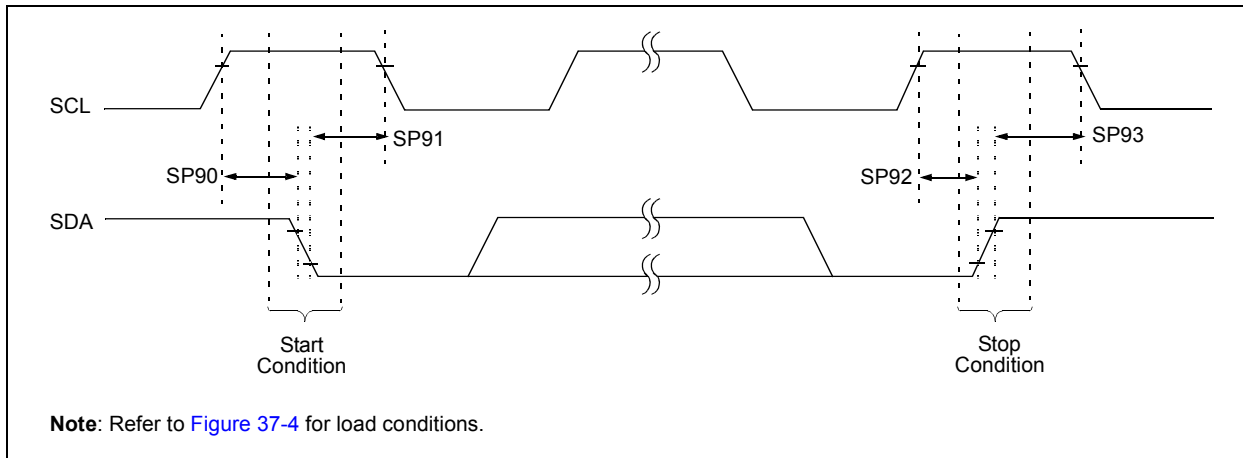 SCL
SP91
SP93
SP90
SP92
SDA
Start
Condition
Stop
Condition
Note: Refer to Figure 37-4 for load conditions.